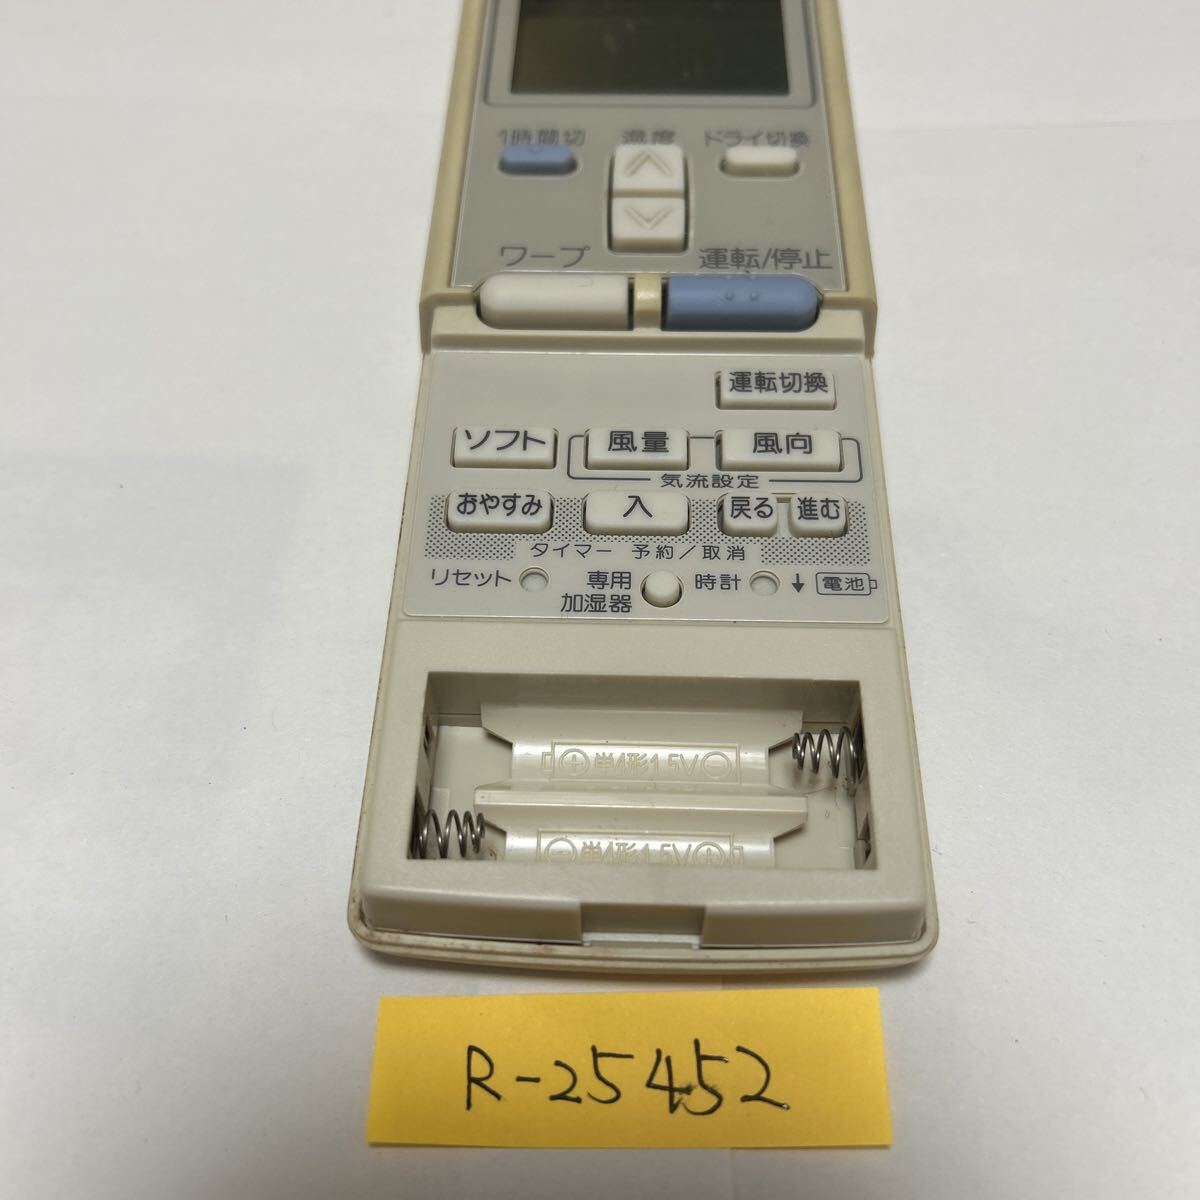 1時間切 温度 ドライ切換
ワープ 運転/停止
運転切換
ソフト 風量 風向
気流設定
おやすみ 入 戻る 進む
タイマー 予約/取消
リセット 専用加湿器 時計 ↓ 電池
+ 単4形1.5V −
− 単4形1.5V +
R-25452